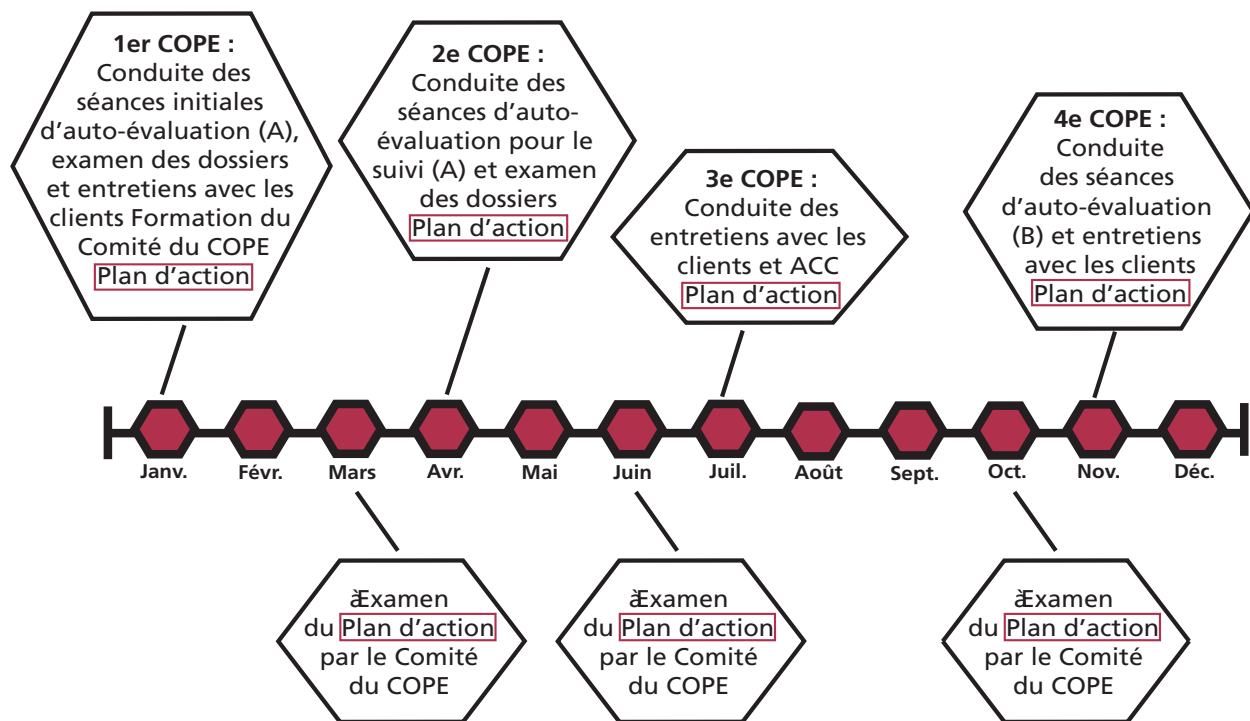 1er COPE :
Conduite des
séances initiales
d'auto-évaluation (A),
examen des dossiers
et entretiens avec les
clients Formation du
Comité du COPE
Plan d'action
2e COPE :
Conduite des
séances d'auto-
évaluation pour le
suivi (A) et examen
des dossiers
Plan d'action
3e COPE :
Conduite des
entretiens avec les
clients et ACC
Plan d'action
4e COPE :
Conduite
des séances
d'auto-évaluation
(B) et entretiens
avec les clients
Plan d'action
Janv. Févr. Mars Avr. Mai Juin Juil. Août Sept. Oct. Nov. Déc.
àExamen
du Plan d'action
par le Comité
du COPE
àExamen
du Plan d'action
par le Comité
du COPE
àExamen
du Plan d'action
par le Comité
du COPE